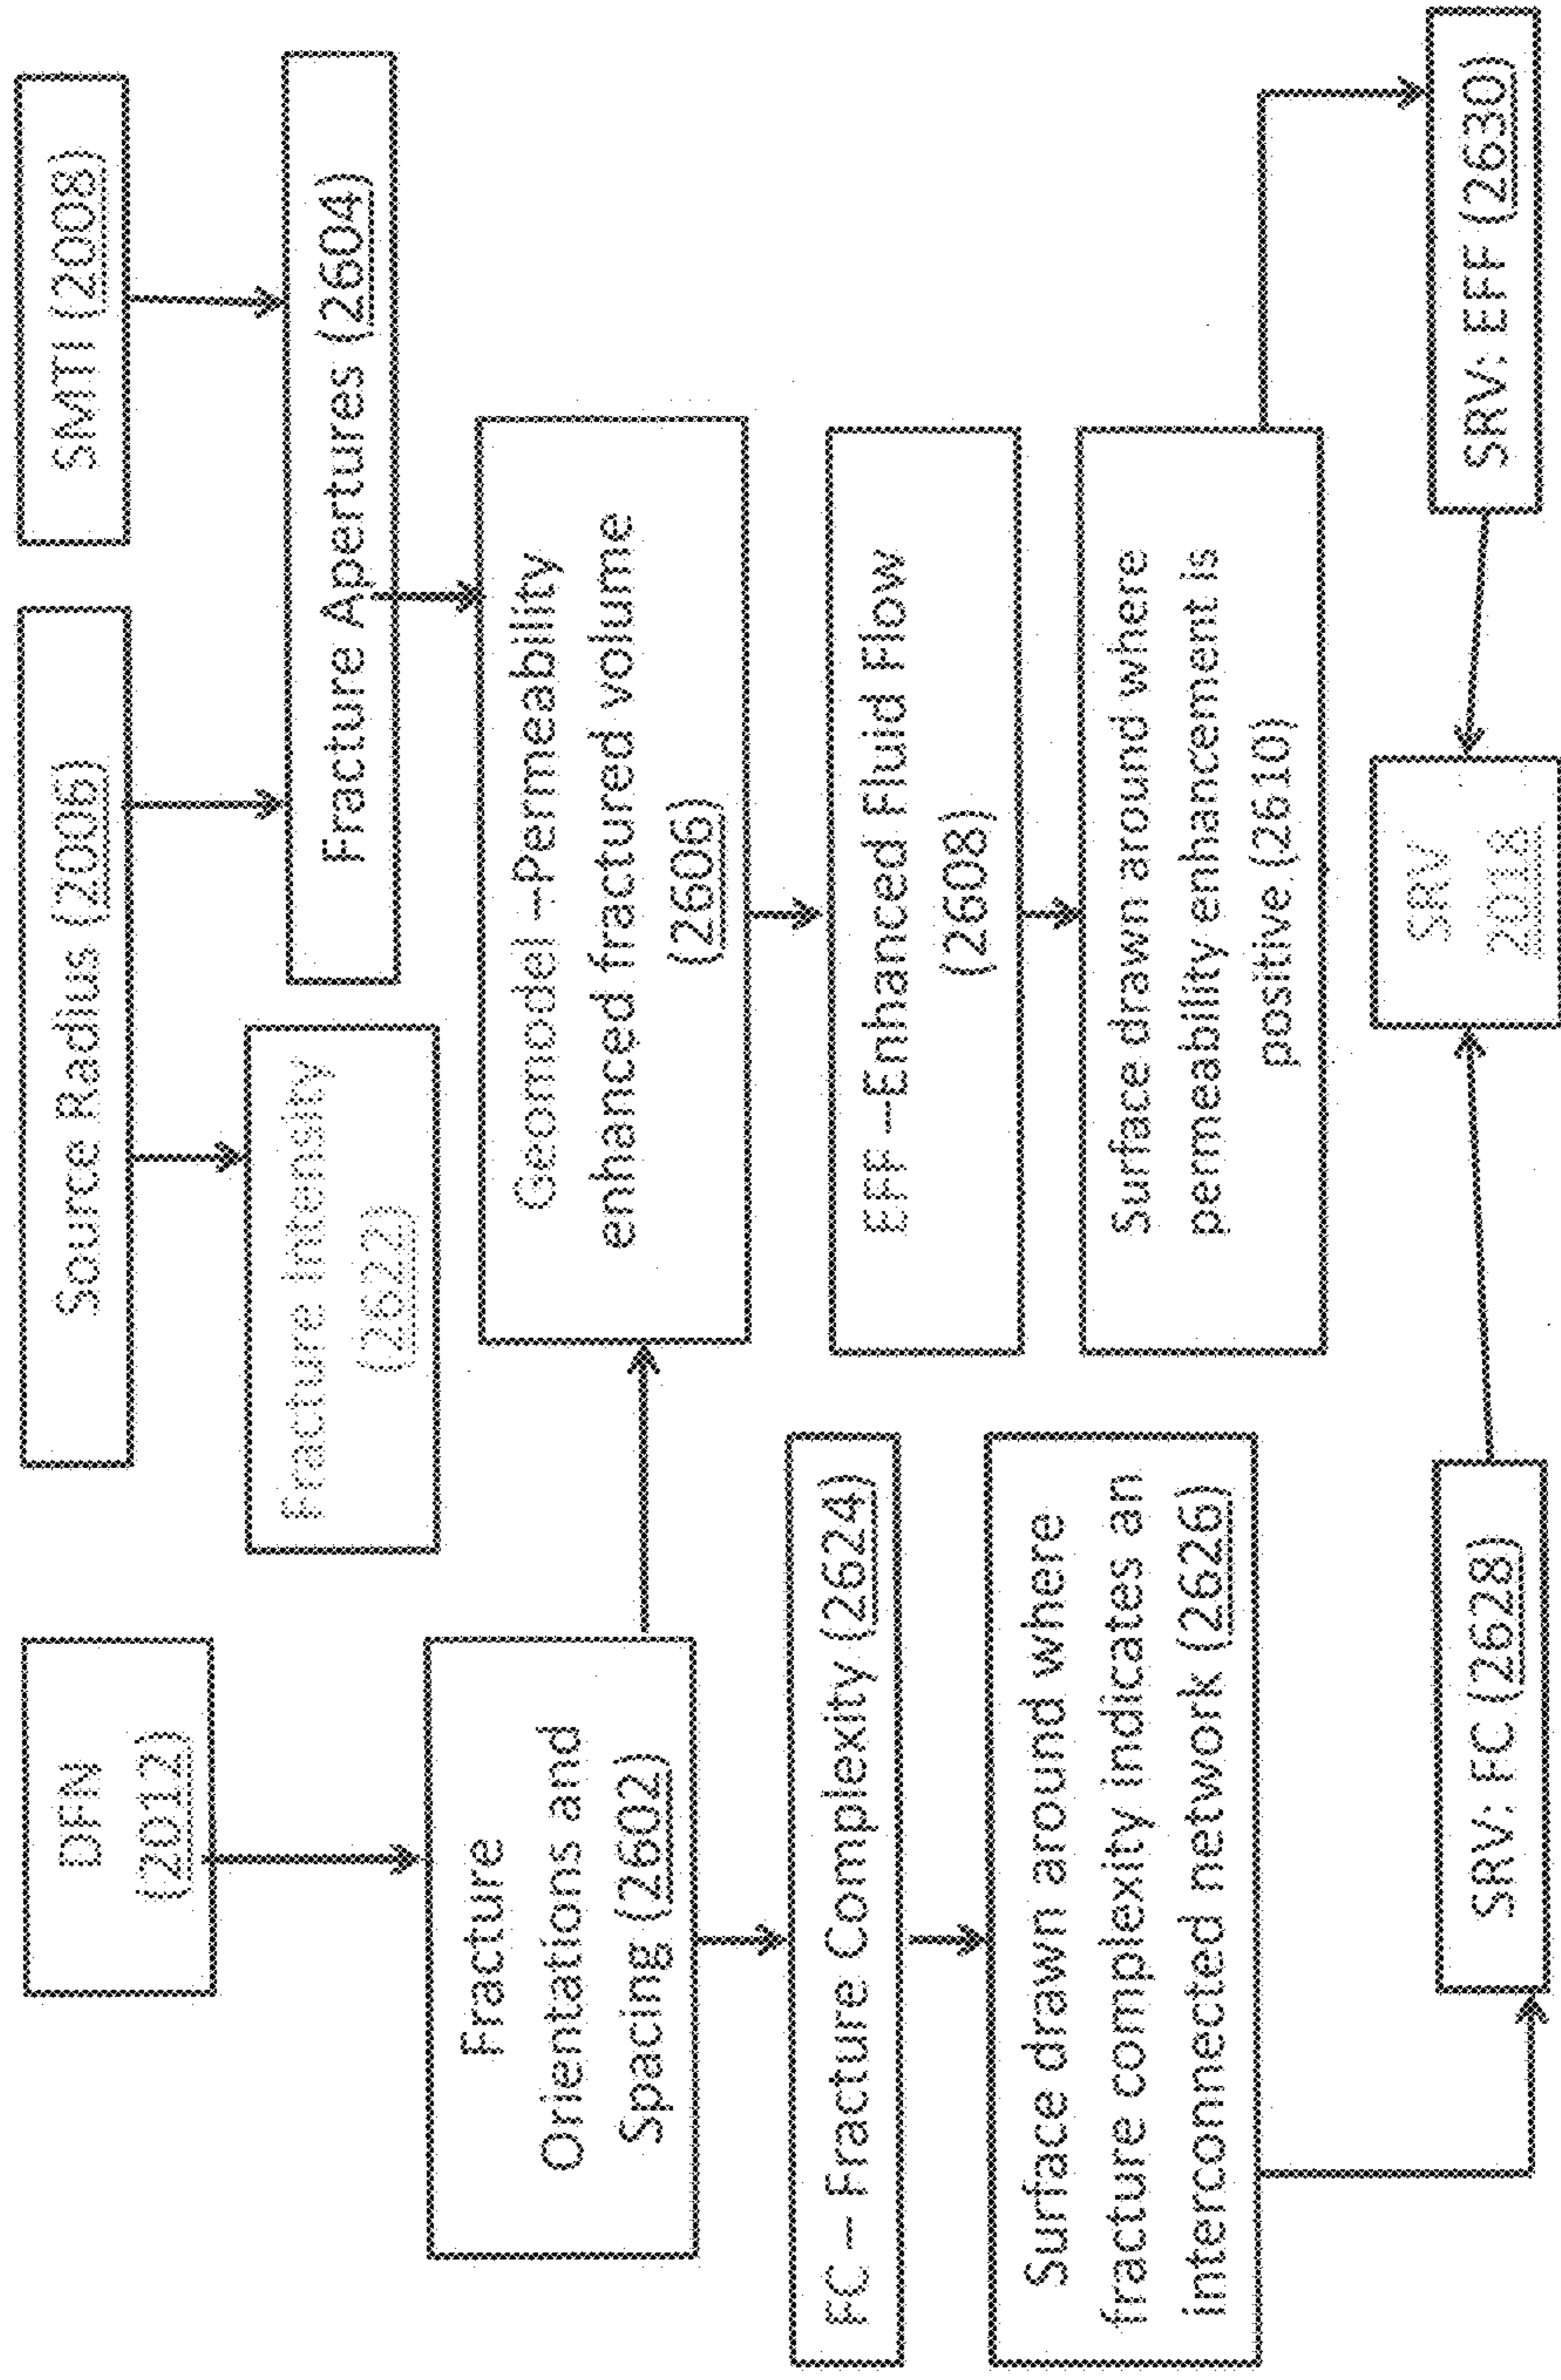 DFN
(2012)
Source Radius (2006)
SMTI (2008)
Fracture Intensity
(2622)
Fracture Apertures (2604)
Fracture
Orientations and
Spacing (2602)
Geomodel –Permeability
enhanced fractured volume
(2606)
FC – Fracture Complexity (2624)
EFF –Enhanced Fluid Flow
(2608)
Surface drawn around where
fracture complexity indicates an
interconnected network (2626)
Surface drawn around where
permeability enhancement is
positive (2610)
SRV: FC (2628)
SRV
2018
SRV: EFF (2630)